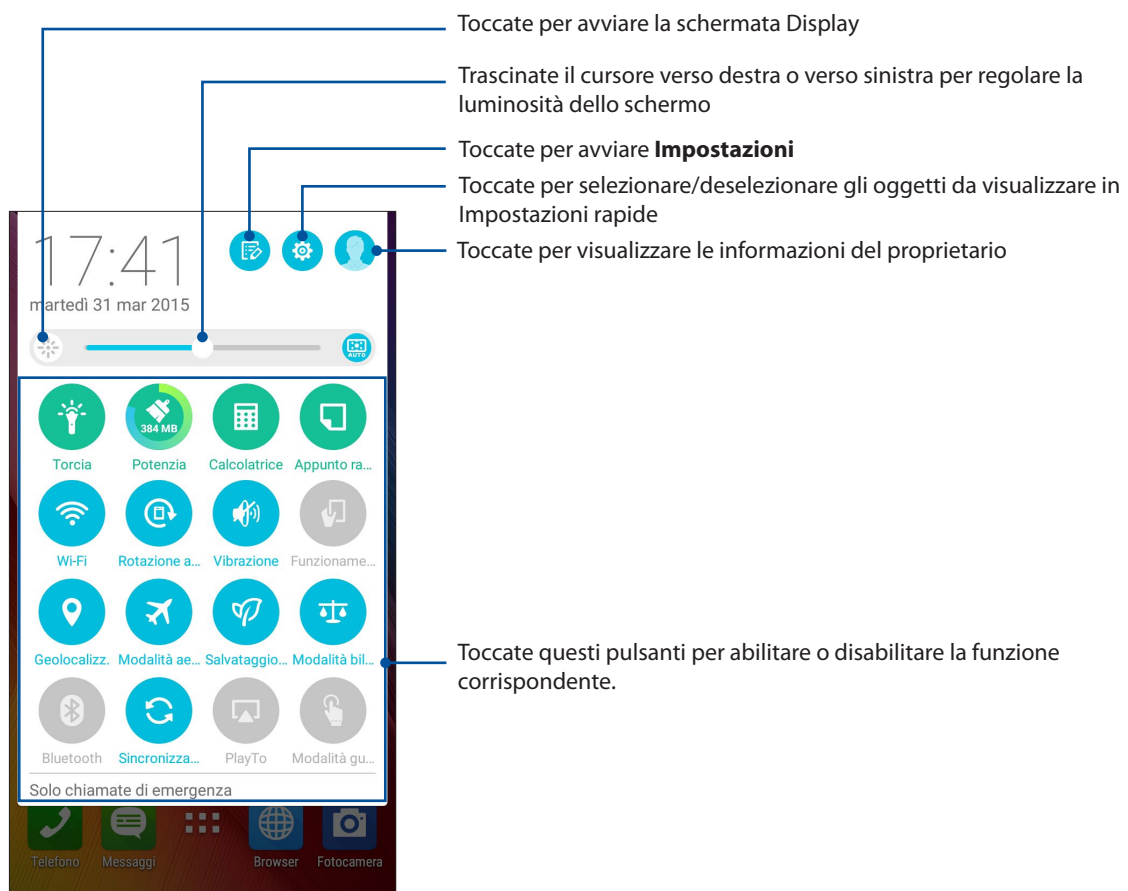 Toccate per avviare la schermata Display
Trascinate il cursore verso destra o verso sinistra per regolare la
luminosità dello schermo
Toccate per avviare Impostazioni
Toccate per selezionare/deselezionare gli oggetti da visualizzare in
Impostazioni rapide
Toccate per visualizzare le informazioni del proprietario
17:41
martedì 31 mar 2015
AUTO
384 MB
Torcia Potenzia Calcolatrice Appunto ra...
Wi-Fi Rotazione a... Vibrazione Funzioname...
Geolocalizz. Modalità ae... Salvataggio... Modalità bil...
Toccate questi pulsanti per abilitare o disabilitare la funzione
corrispondente.
Bluetooth Sincronizza... PlayTo Modalità gu...
Solo chiamate di emergenza
Telefono Messaggi Browser Fotocamera